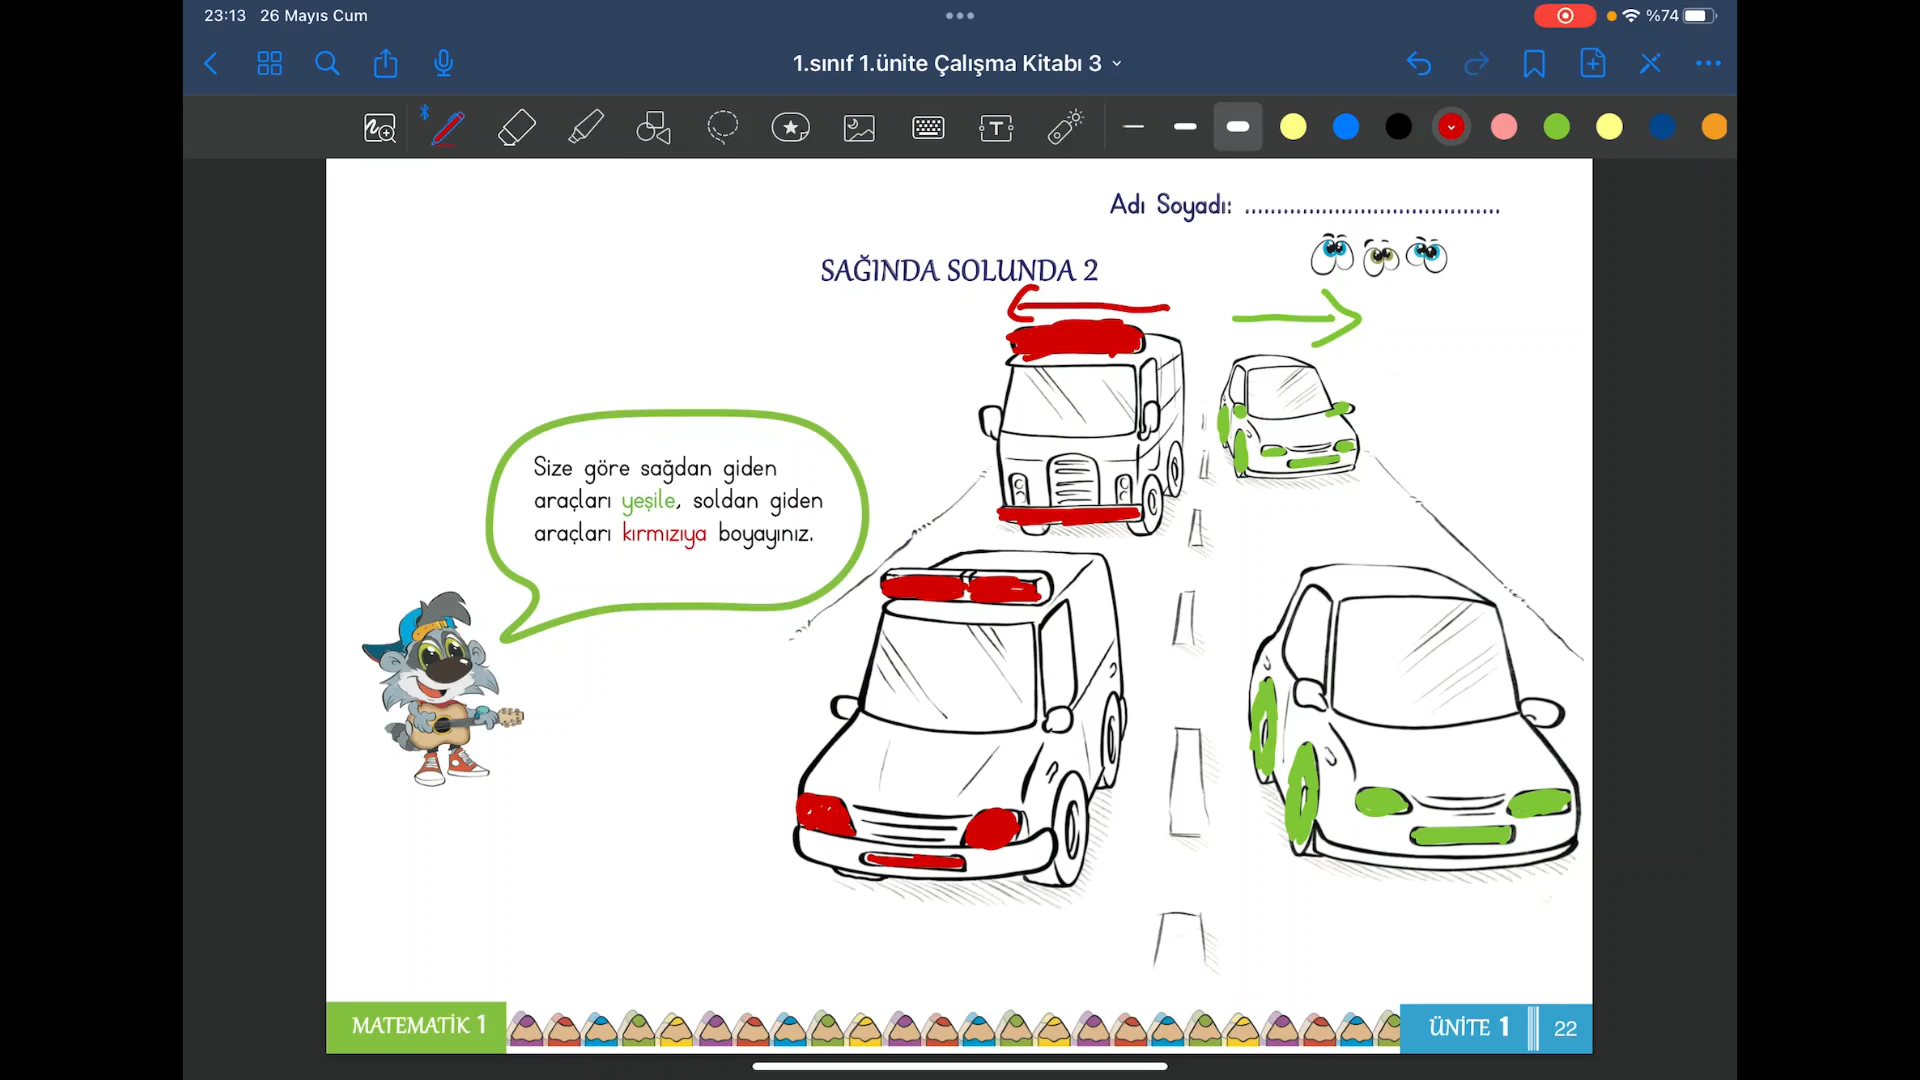 23:13 26 Mayıs Cum
%74
1.sınıf 1.ünite Çalışma Kitabı 3
T
Adı Soyadı: ........................................
SAĞINDA SOLUNDA 2
Size göre sağdan giden
araçları yeşile, soldan giden
araçları kırmızıya boyayınız.
MATEMATİK 1
ÜNİTE 1
22